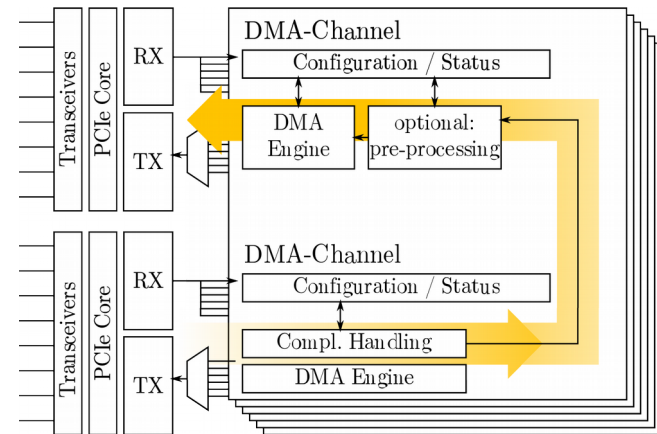 Transceivers
PCIe Core
RX
TX
DMA-Channel
Configuration / Status
DMA
Engine
optional:
pre-processing
Transceivers
PCIe Core
RX
TX
DMA-Channel
Configuration / Status
Compl. Handling
DMA Engine